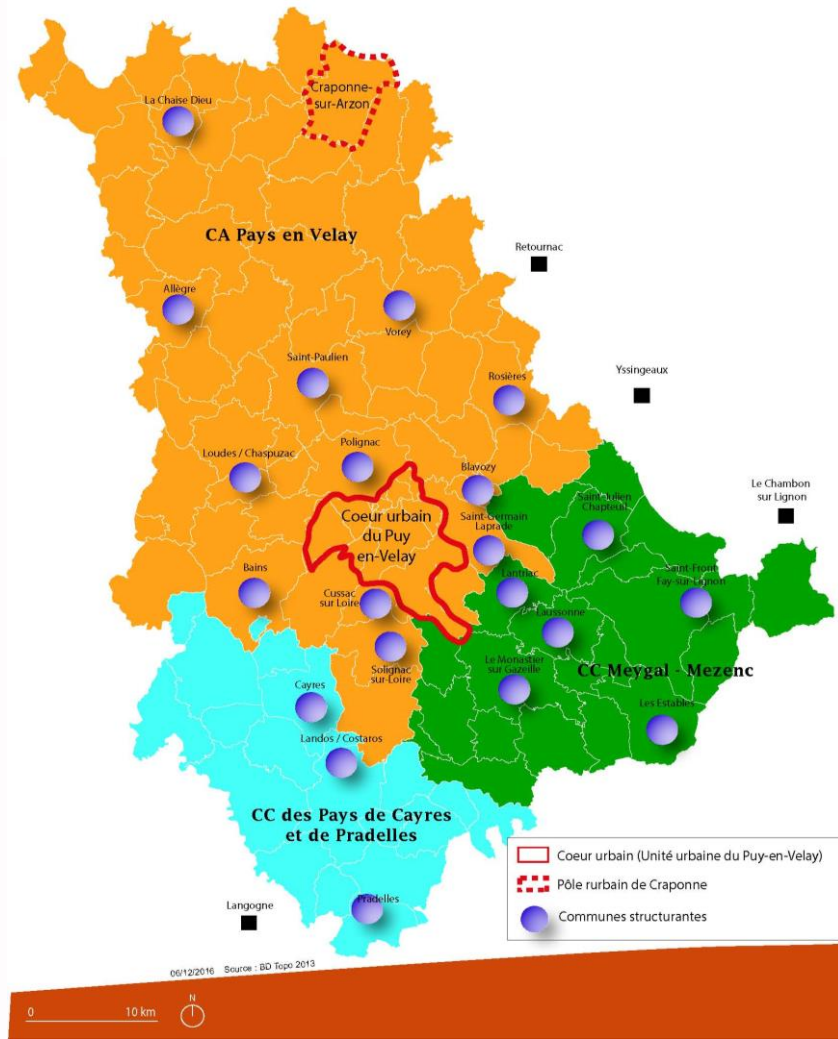 Craponne-
sur-Arzon
La Chaise Dieu
CA Pays en Velay
Retournac
Allègre
Vorey
Saint-Paulien
Yssingeaux
Rosières
Polignac
Loudes / Chaspuzac
Blavozy
Le Chambon
sur Lignon
Saint-Julien
Chapteuil
Saint-Germain
Laprade
Coeur urbain
du Puy
en-Velay
Bains
Cussac
sur Loire
Lantriac
Saint-Front
Fay-sur-Lignon
Laussonne
Solignac
sur-Loire
Le Monastier
sur Gazeille
CC Meygal - Mezenc
Cayres
Les Estables
Landos / Costaros
CC des Pays de Cayres
et de Pradelles
Pradelles
Langogne
Coeur urbain (Unité urbaine du Puy-en-Velay)
Pôle rurbain de Craponne
Communes structurantes
06/12/2016 Source : BD Topo 2013
0 10 km
N